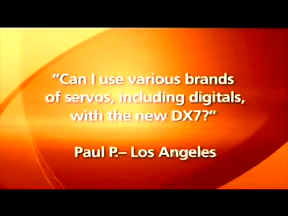 “Can I use various brands
of servos, including digitals,
with the new DX7?”
Paul P.– Los Angeles